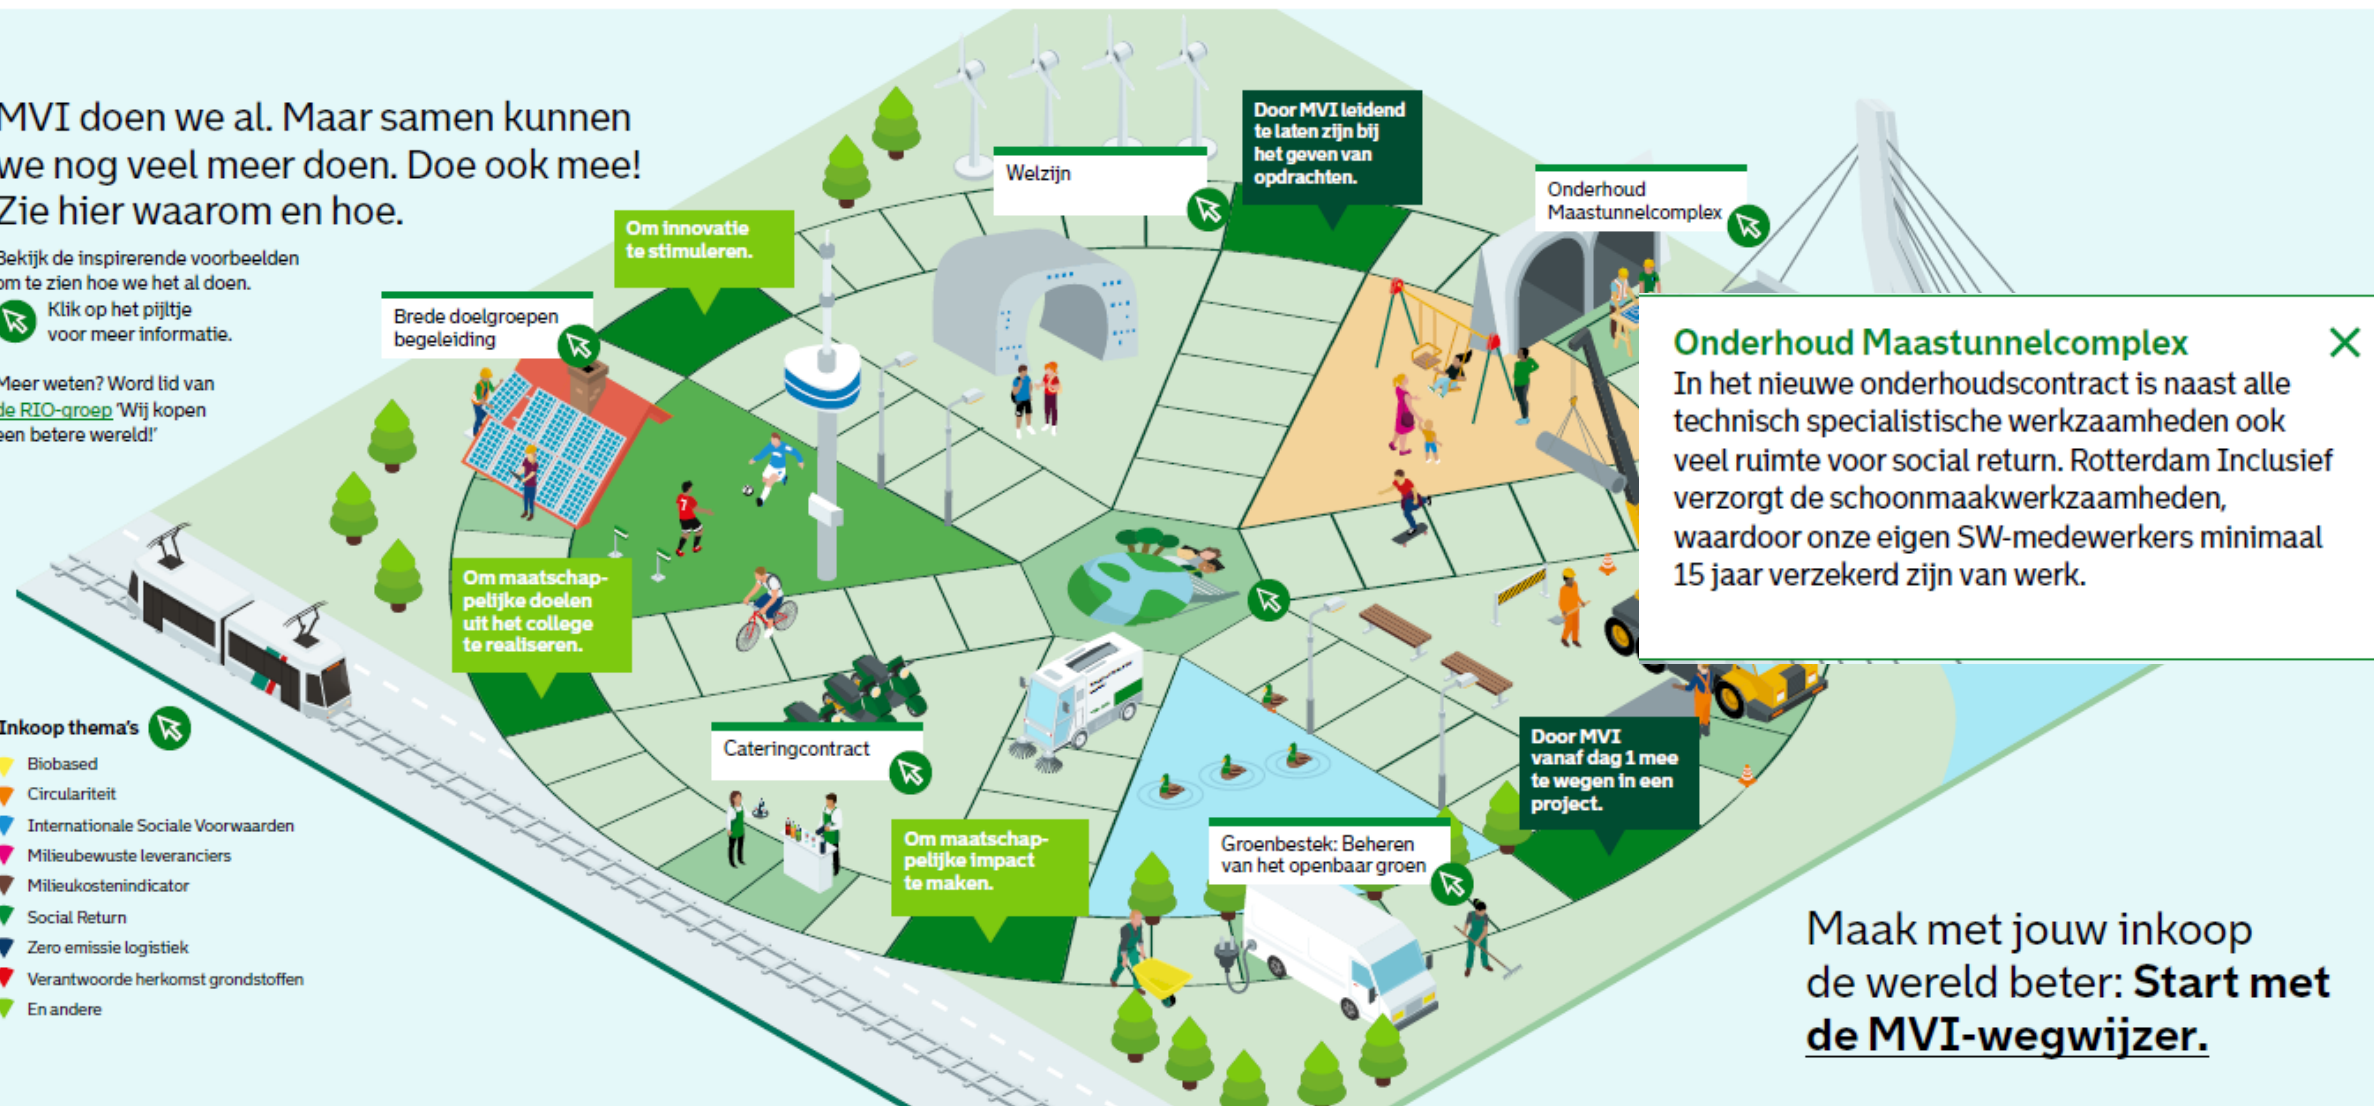 MVI doen we al. Maar samen kunnen
we nog veel meer doen. Doe ook mee!
Zie hier waarom en hoe.
Bekijk de inspirerende voorbeelden
om te zien hoe we het al doen.
Klik op het pijltje
voor meer informatie.
Meer weten? Word lid van
de RIO-groep 'Wij kopen
een betere wereld!'
Inkoop thema's
Biobased
Circulariteit
Internationale Sociale Voorwaarden
Milieubewuste leveranciers
Milieukostenindicator
Social Return
Zero emissie logistiek
Verantwoorde herkomst grondstoffen
En andere
Brede doelgroepen
begeleiding
Om innovatie
te stimuleren.
Welzijn
Door MVI leidend
te laten zijn bij
het geven van
opdrachten.
Onderhoud
Maastunnelcomplex
Onderhoud Maastunnelcomplex
In het nieuwe onderhoudscontract is naast alle
technisch specialistische werkzaamheden ook
veel ruimte voor social return. Rotterdam Inclusief
verzorgt de schoonmaakwerkzaamheden,
waardoor onze eigen SW-medewerkers minimaal
15 jaar verzekerd zijn van werk.
7
Om maatschap-
pelijke doelen
uit het college
te realiseren.
Cateringcontract
Om maatschap-
pelijke impact
te maken.
Groenbestek: Beheren
van het openbaar groen
Door MVI
vanaf dag 1 mee
te wegen in een
project.
Maak met jouw inkoop
de wereld beter: Start met
de MVI-wegwijzer.